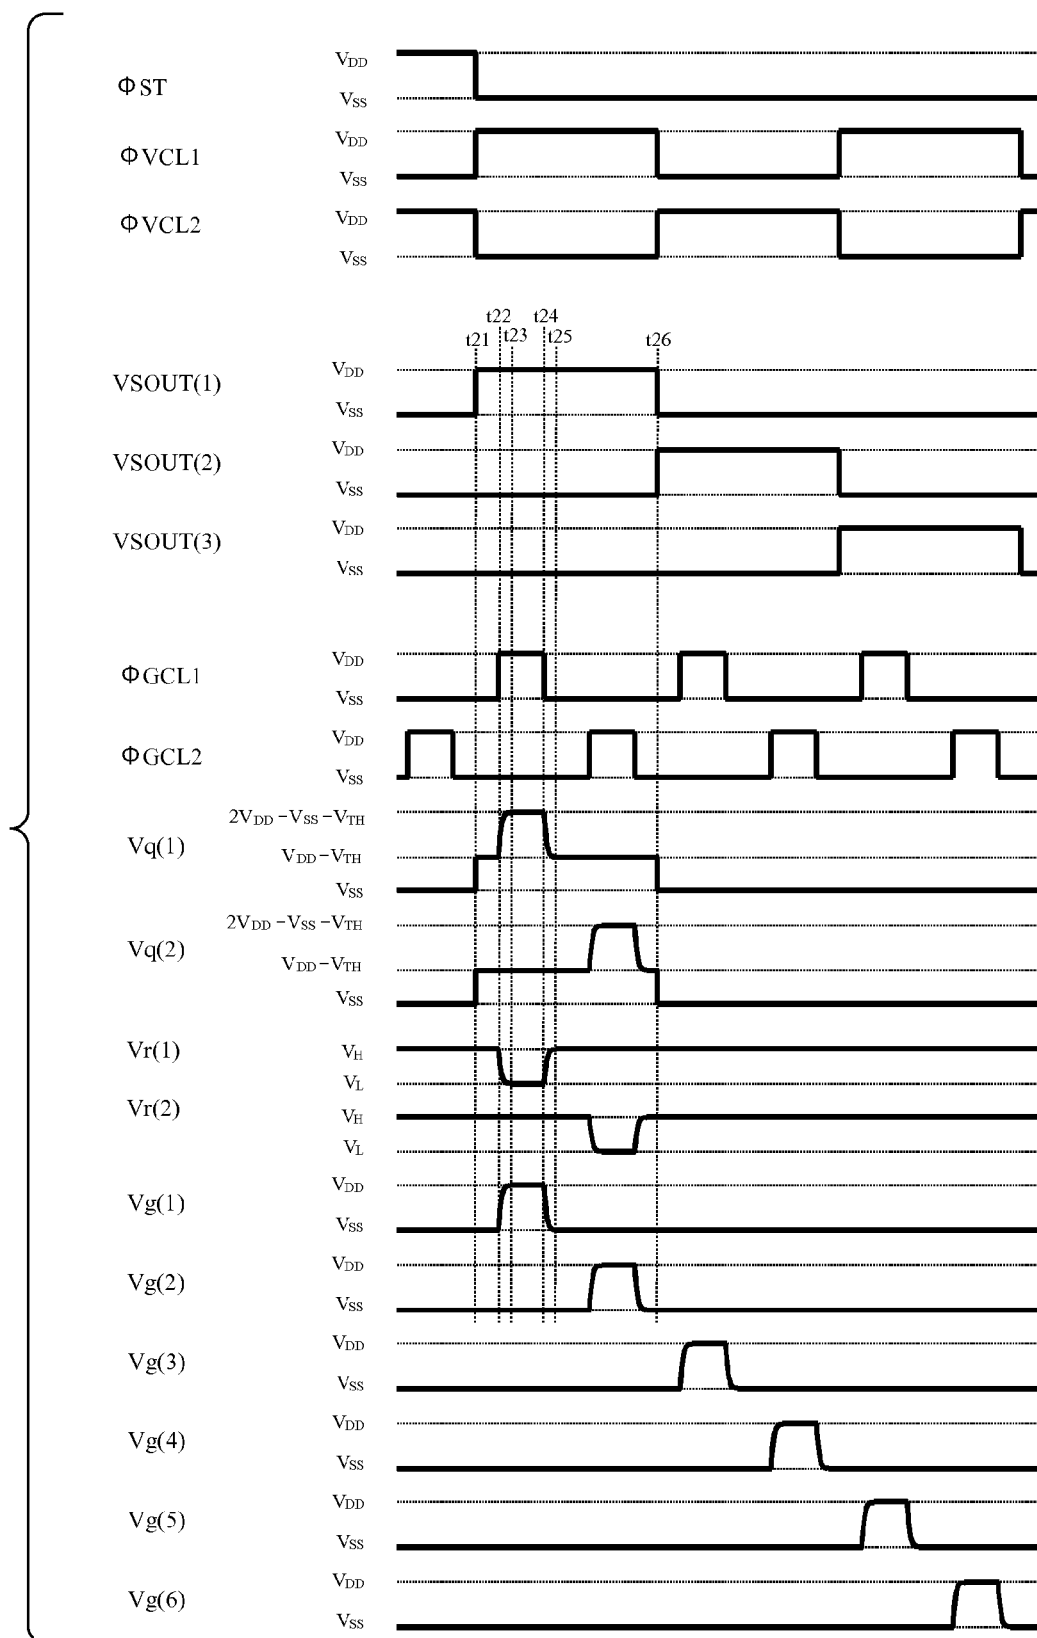 VDD
ΦST
VSS
VDD
ΦVCL1
VSS
VDD
ΦVCL2
VSS
t22 t24
t21 t23 t25 t26
VDD
VSOUT(1)
VSS
VDD
VSOUT(2)
VSS
VDD
VSOUT(3)
VSS
VDD
ΦGCL1
VSS
VDD
ΦGCL2
VSS
2VDD−VSS−VTH
Vq(1)
VDD−VTH
VSS
2VDD−VSS−VTH
Vq(2)
VDD−VTH
VSS
Vr(1) VH
VL
Vr(2) VH
VL
VDD
Vg(1)
VSS
VDD
Vg(2)
VSS
VDD
Vg(3)
VSS
VDD
Vg(4)
VSS
VDD
Vg(5)
VSS
VDD
Vg(6)
VSS